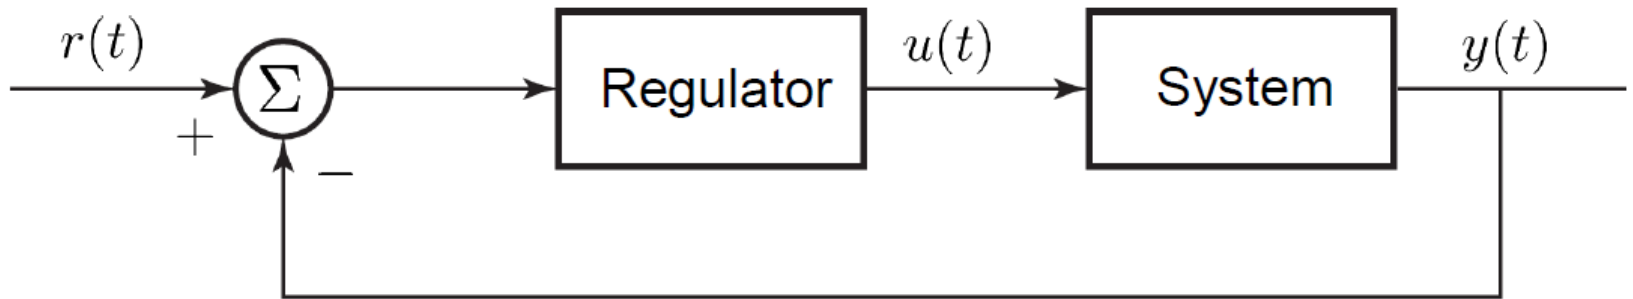 r(t)
Σ
Regulator
u(t)
System
y(t)
+
−